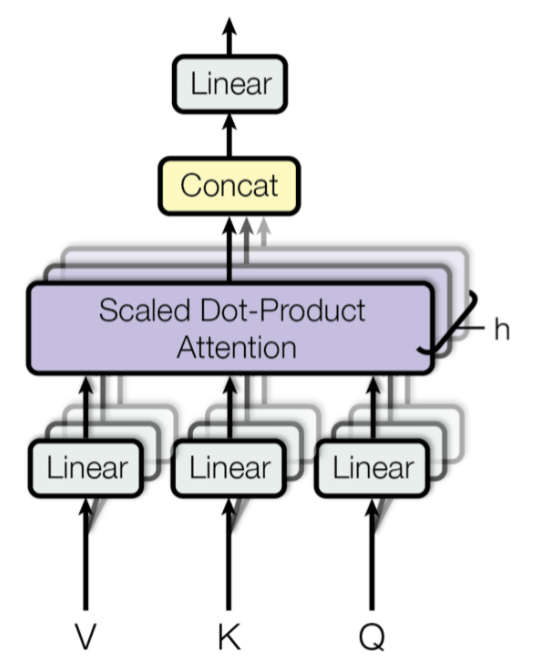 Linear
Concat
Scaled Dot-Product
Attention
h
Linear Linear Linear
V K Q